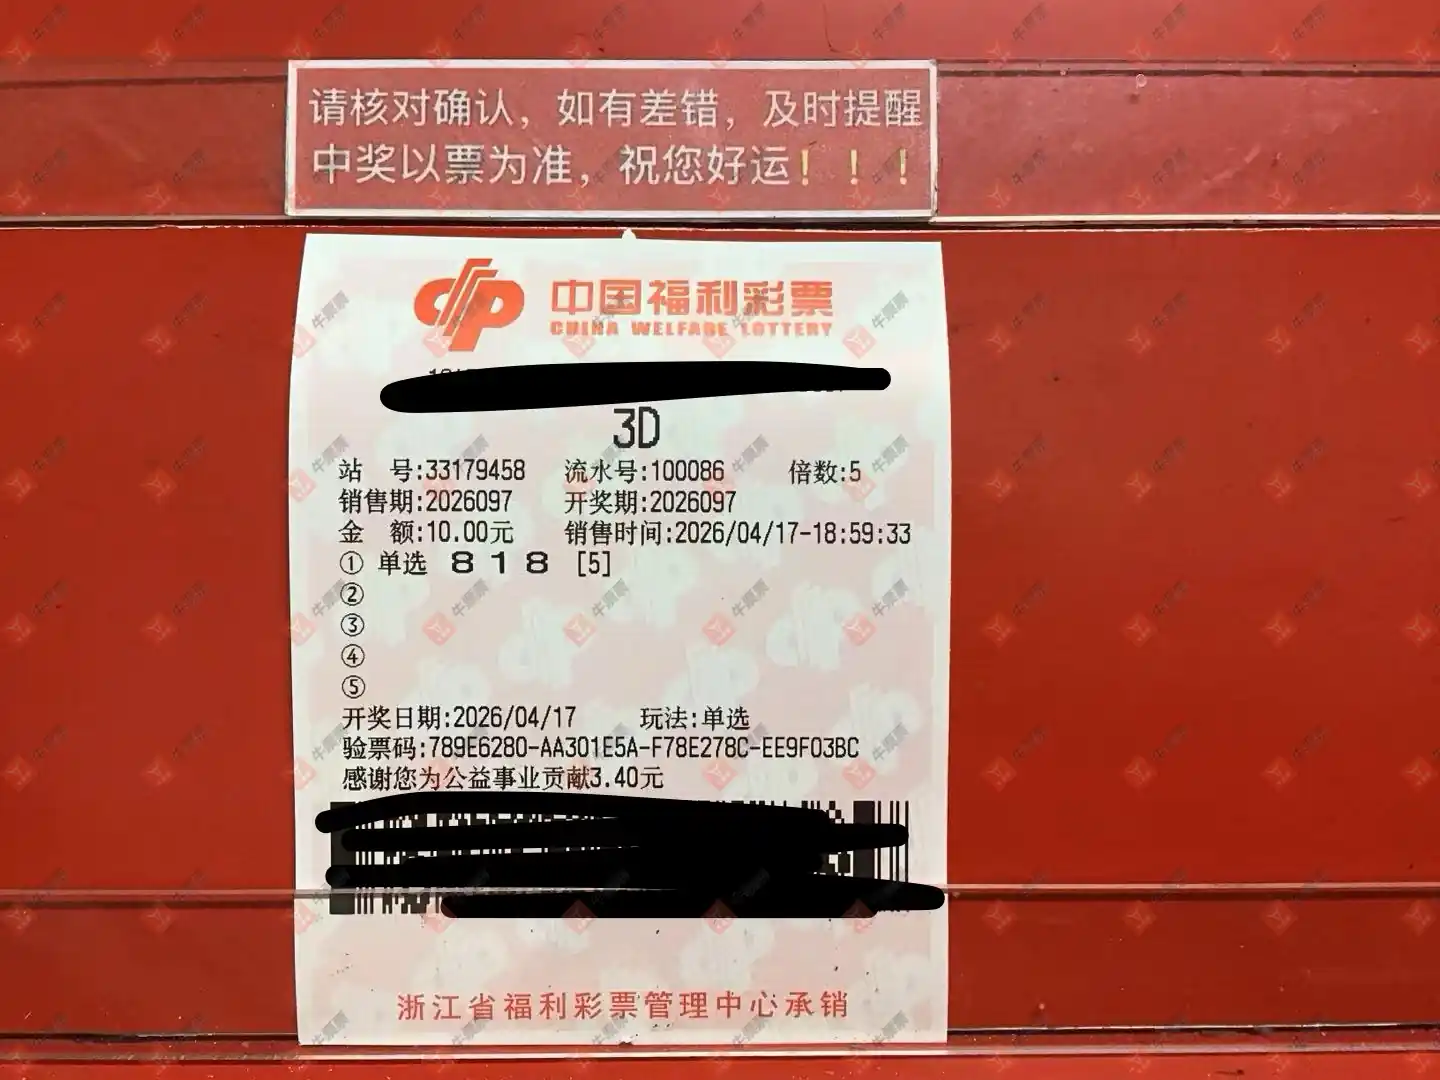 请核对确认，如有差错，及时提醒
中奖以票为准，祝您好运！！！
中国福利彩票
CHINA WELFARE LOTTERY
3D
站 号:33179458 流水号:100086 倍数:5
销售期:2026097 开奖期:2026097
金 额:10.00元 销售时间:2026/04/17-18:59:33
① 单选 8 1 8 [5]
②
③
④
⑤
开奖日期:2026/04/17 玩法:单选
验票码:789E6280-AA301E5A-F78E278C-EE9F03BC
感谢您为公益事业贡献3.40元
浙江省福利彩票管理中心承销